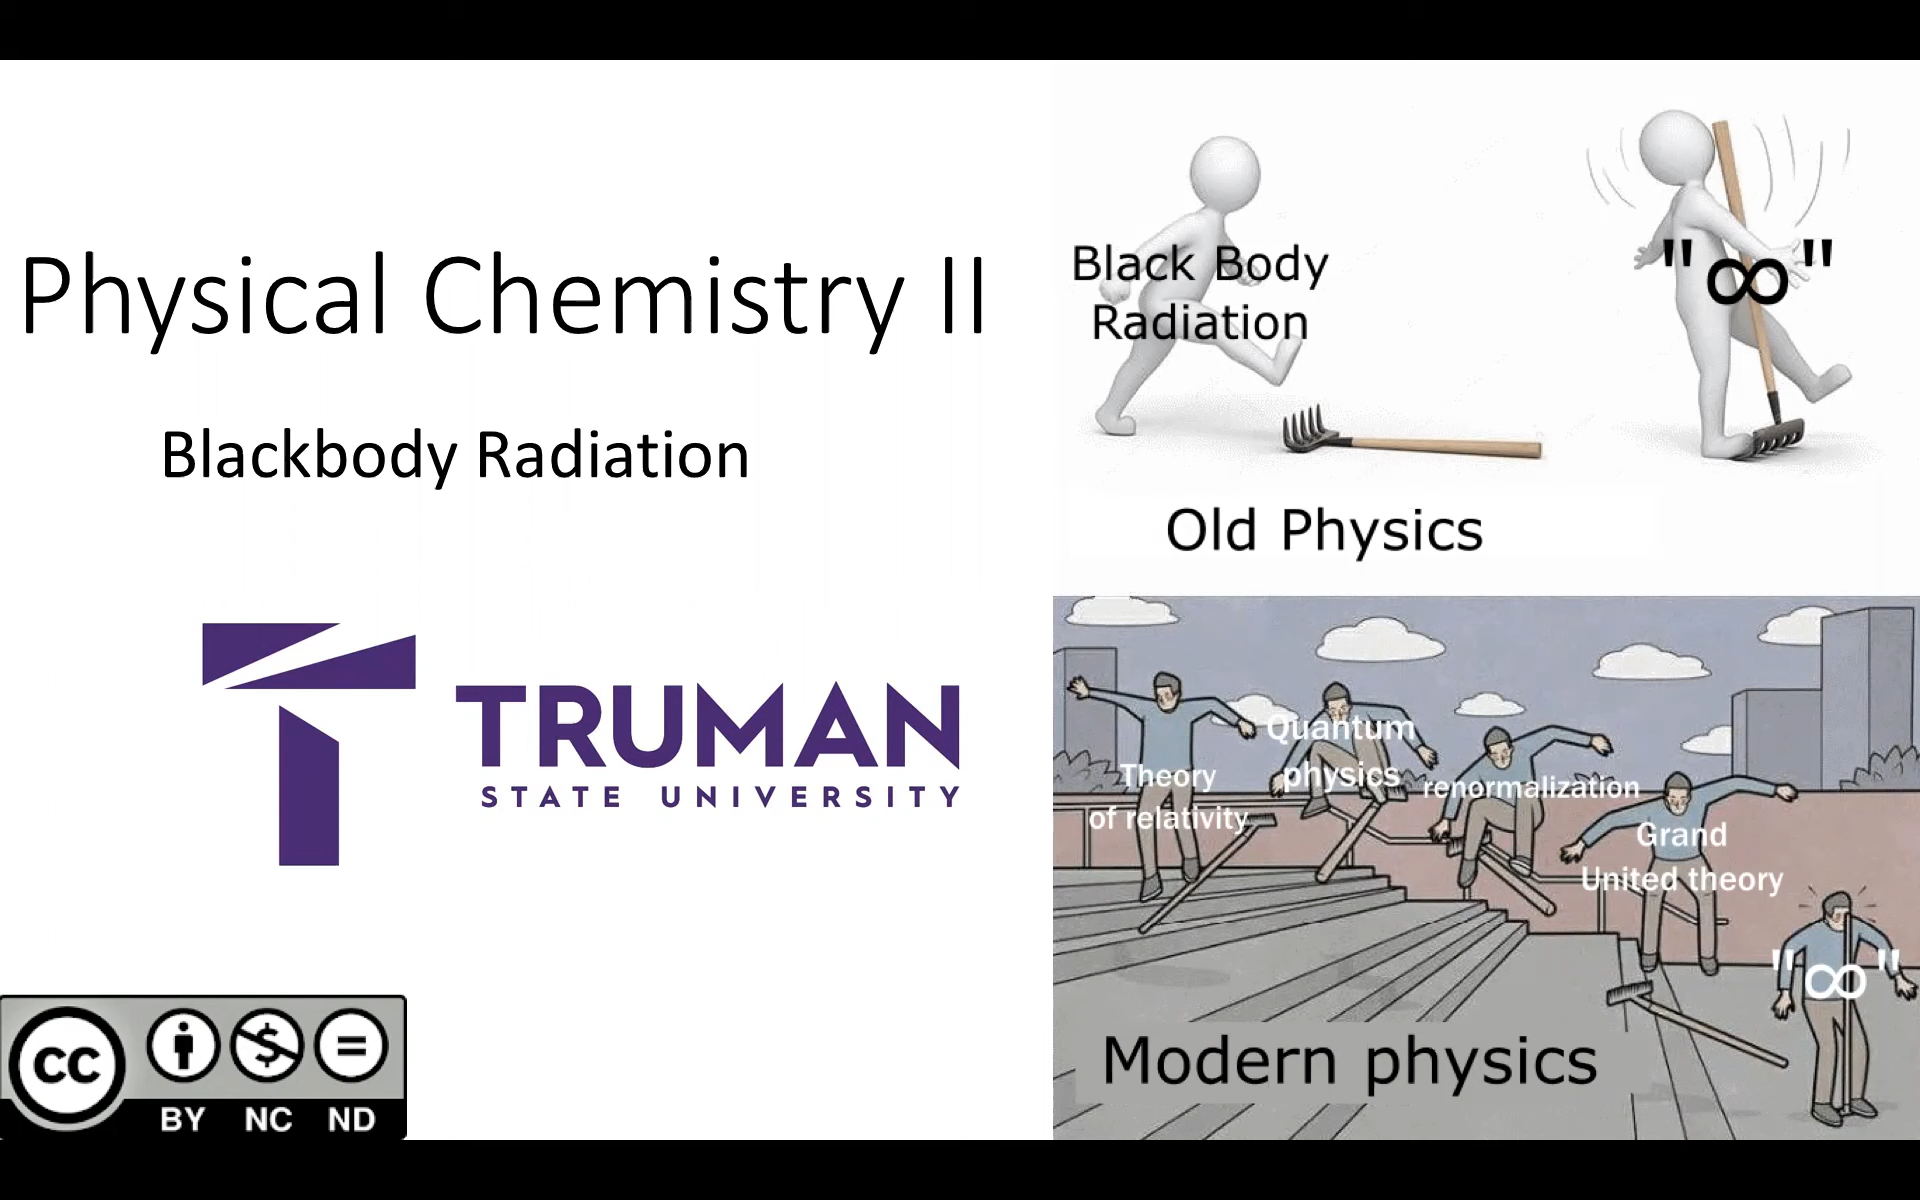 Physical Chemistry II
Blackbody Radiation
TRUMAN
STATE UNIVERSITY
CC
BY NC ND
Black Body
Radiation
"∞"
Old Physics
Theory
of relativity
Quantum
physics
renormalization
Grand
United theory
"∞"
Modern physics